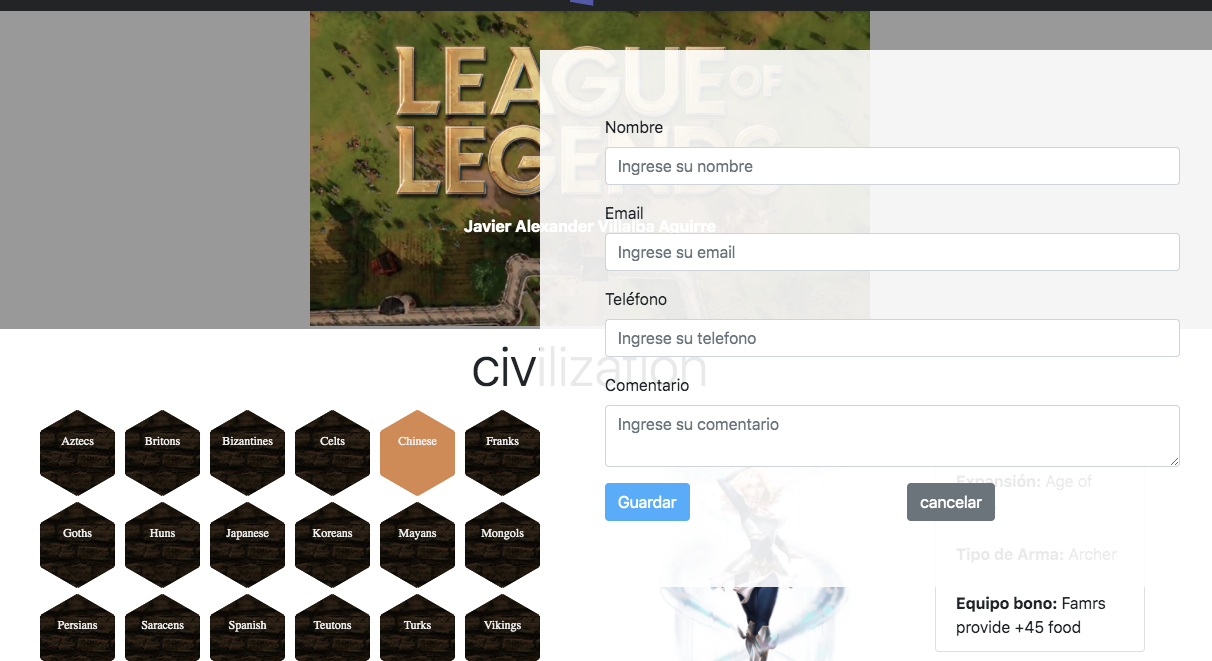 LEAGUE OF
LEGENDS
Javier Alexander Villalba Aguirre
Nombre
Ingrese su nombre
Email
Ingrese su email
Teléfono
Ingrese su telefono
Comentario
Ingrese su comentario
Guardar
cancelar
civilization
Aztecs
Britons
Bizantines
Celts
Chinese
Franks
Goths
Huns
Japanese
Koreans
Mayans
Mongols
Persians
Saracens
Spanish
Teutons
Turks
Vikings
Expansión: Age of
Tipo de Arma: Archer
Equipo bono: Famrs
provide +45 food